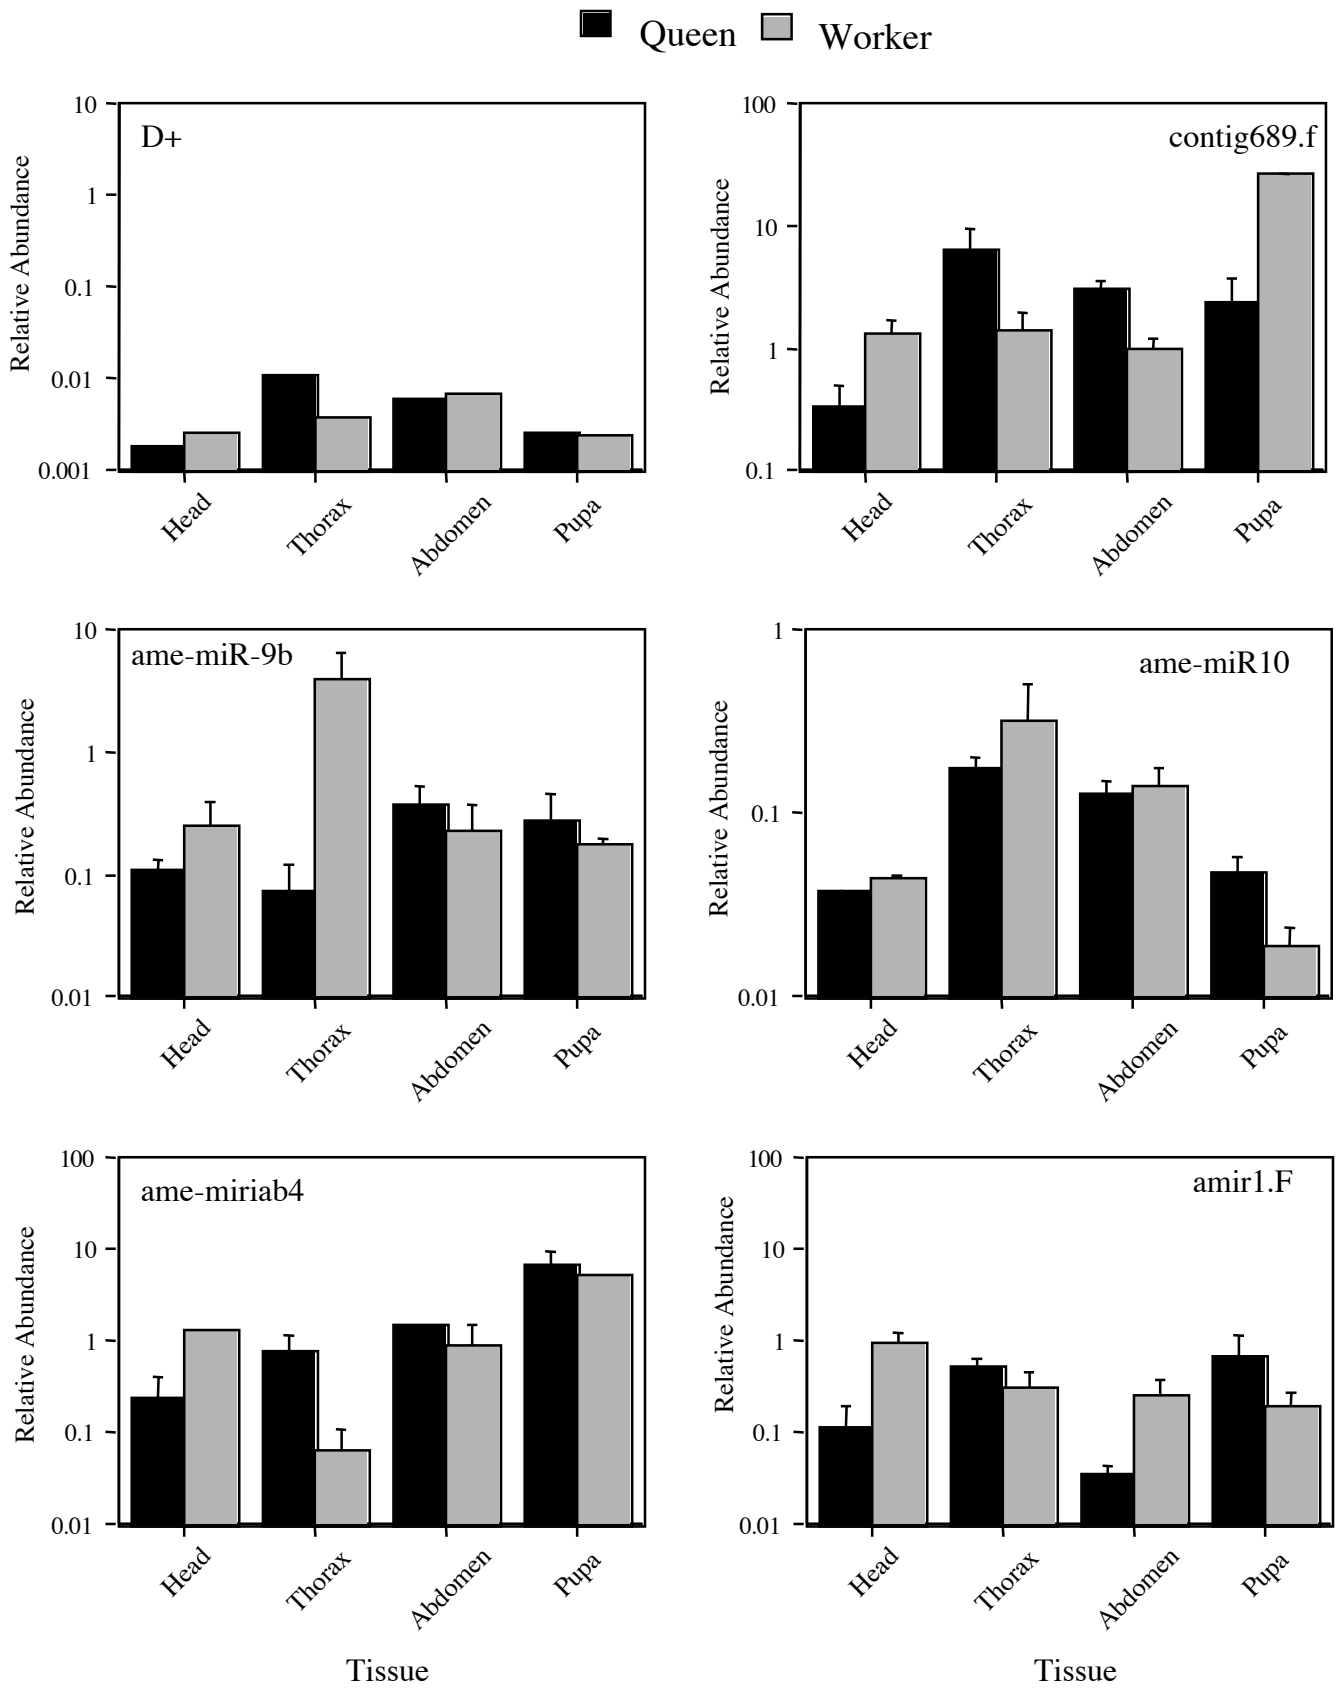 Queen Worker
D+
Relative Abundance
10
1
0.1
0.01
0.001
Head Thorax Abdomen Pupa
contig689.f
Relative Abundance
100
10
1
0.1
Head Thorax Abdomen Pupa
ame-miR-9b
Relative Abundance
10
1
0.1
0.01
Head Thorax Abdomen Pupa
ame-miR10
Relative Abundance
1
0.1
0.01
Head Thorax Abdomen Pupa
ame-miriab4
Relative Abundance
100
10
1
0.1
0.01
Head Thorax Abdomen Pupa
Tissue
amir1.F
Relative Abundance
100
10
1
0.1
0.01
Head Thorax Abdomen Pupa
Tissue